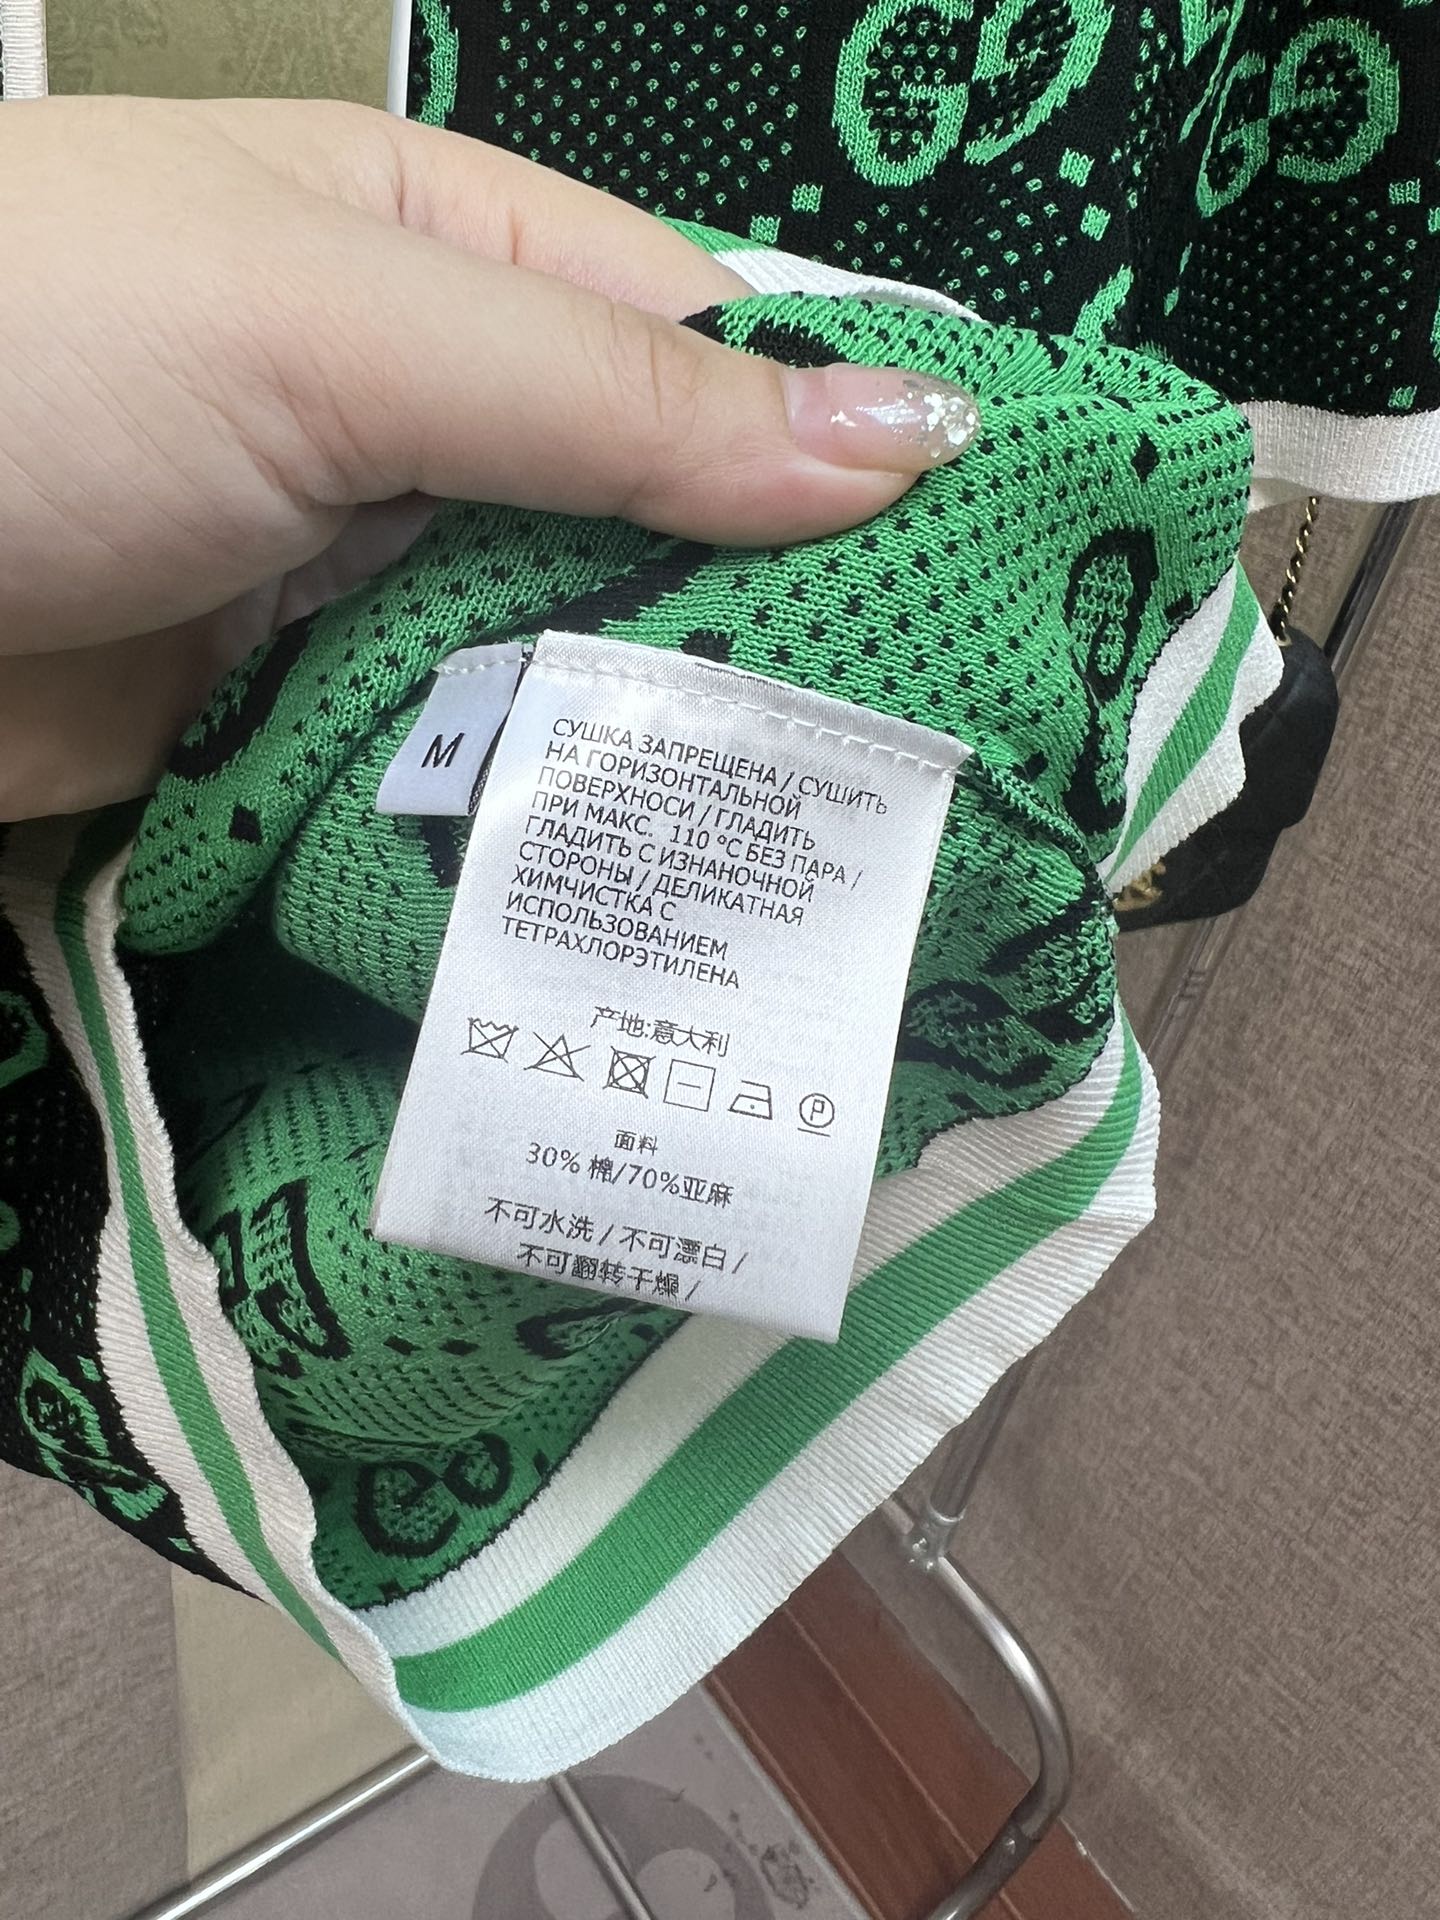 M
СУШКА ЗАПРЕЩЕНА / СУШИТЬ
НА ГОРИЗОНТАЛЬНОЙ
ПОВЕРХНОСИ / ГЛАДИТЬ
ПРИ МАКС. 110 °C БЕЗ ПАРА /
ГЛАДИТЬ С ИЗНАНОЧНОЙ
СТОРОНЫ / ДЕЛИКАТНАЯ
ХИМЧИСТКА С
ИСПОЛЬЗОВАНИЕМ
ТЕТРАХЛОРЭТИЛЕНА
产地:意大利
P
面料
30% 棉/70%亚麻
不可水洗 / 不可漂白 /
不可翻转干燥 /